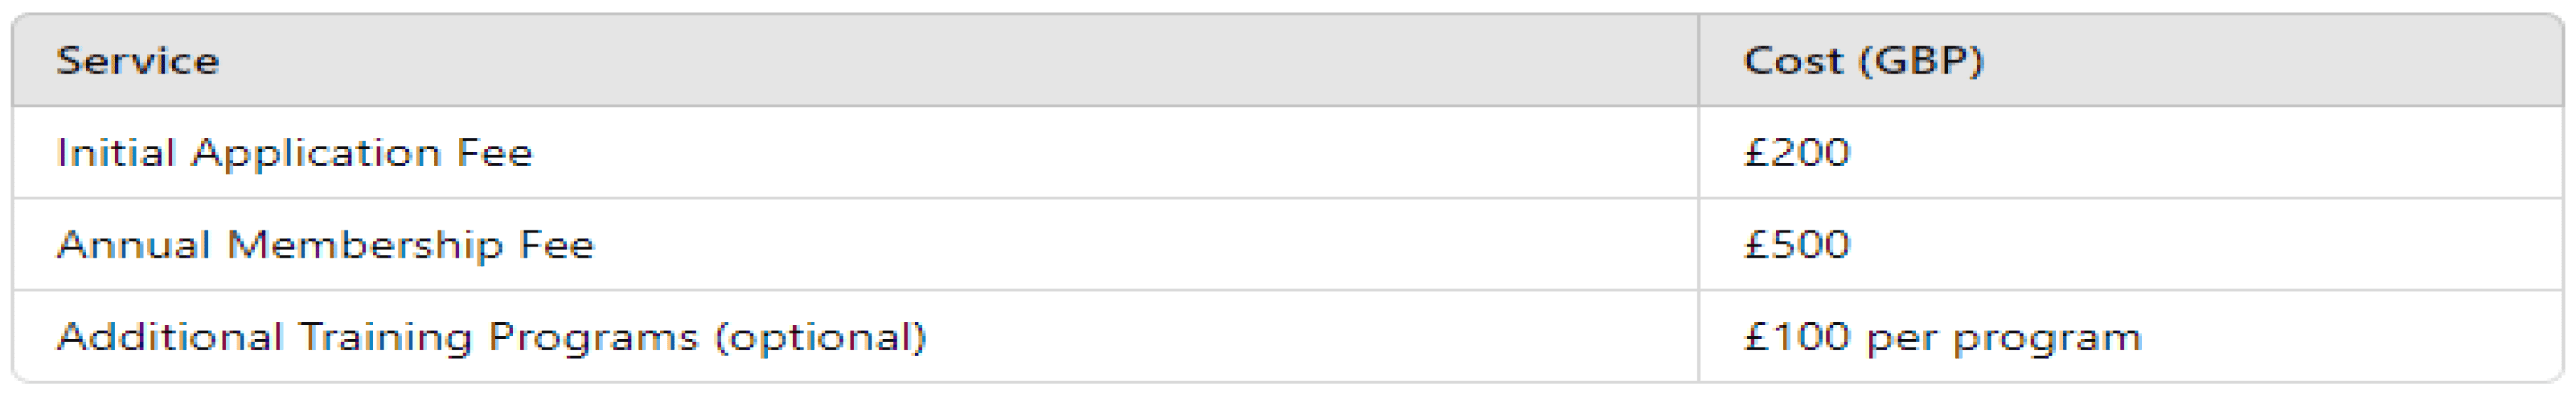 Service Cost (GBP)
Initial Application Fee £200
Annual Membership Fee £500
Additional Training Programs (optional) £100 per program